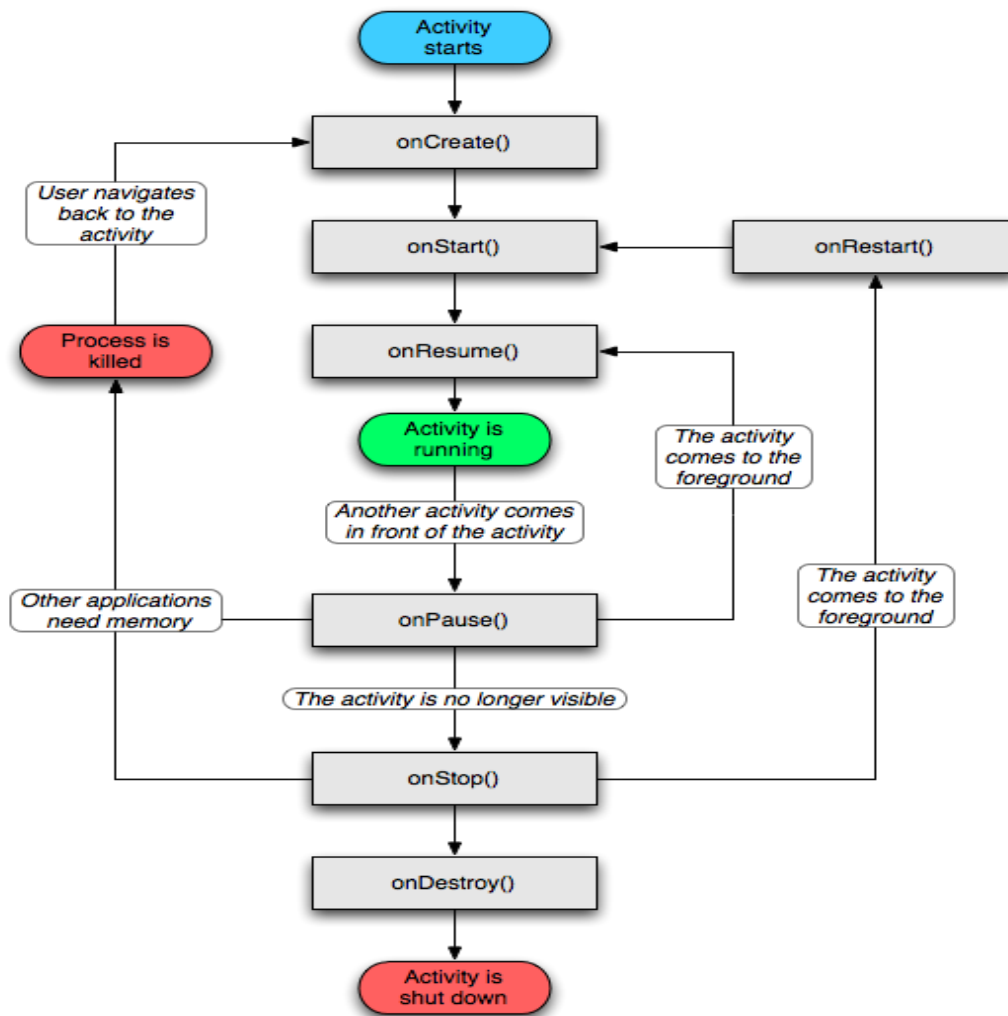 Activity
starts
onCreate()
User navigates
back to the
activity
onStart()
onRestart()
Process is
killed
onResume()
Activity is
running
The activity
comes to the
foreground
Another activity comes
in front of the activity
The activity
comes to the
foreground
Other applications
need memory
onPause()
The activity is no longer visible
onStop()
onDestroy()
Activity is
shut down